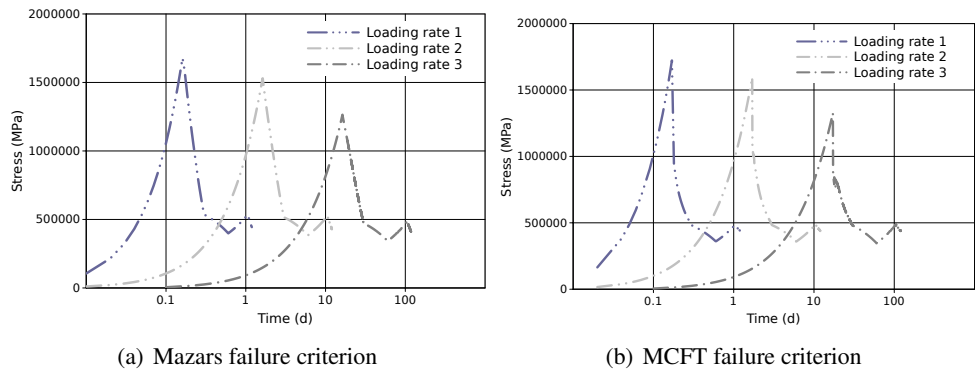 2000000
1500000
1000000
500000
0
Stress (MPa)
Loading rate 1
Loading rate 2
Loading rate 3
0.1
1
10
100
Time (d)
(a) Mazars failure criterion
2000000
1500000
1000000
500000
0
Stress (MPa)
Loading rate 1
Loading rate 2
Loading rate 3
0.1
1
10
100
Time (d)
(b) MCFT failure criterion